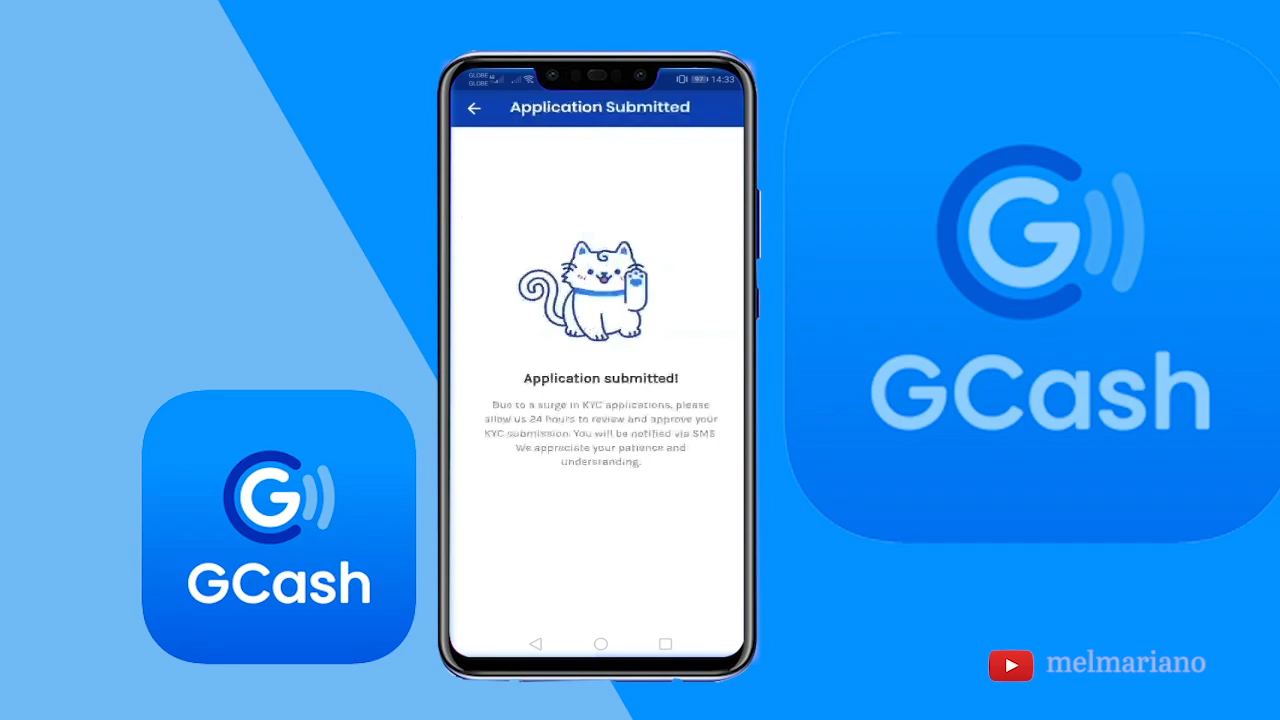 GLOBE
GLOBE
97
14:33
Application Submitted
Application submitted!
Due to a surge in KYC applications, please
allow us 24 hours to review and approve your
KYC submission. You will be notified via SMS
We appreciate your patience and
understanding.
GCash
GCash
melmariano